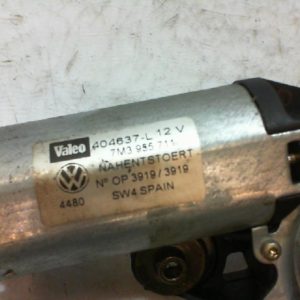 Valeo 404637-L 12 V
7M3 955 711
NAHENTSTOERT
Nº OP 3919 / 3919
4480 SW4 SPAIN